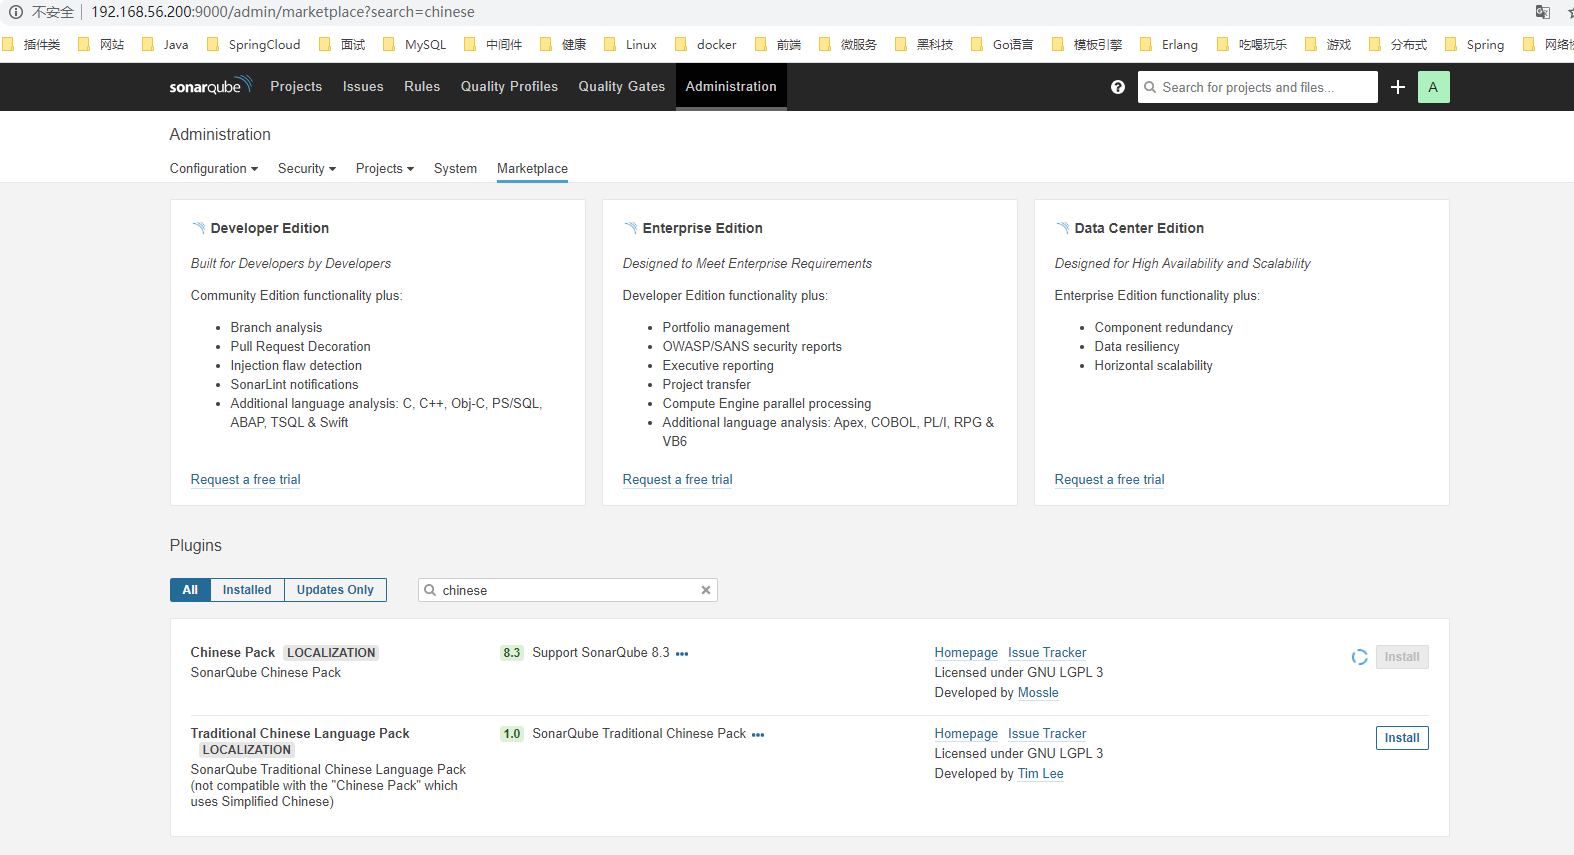 不安全 192.168.56.200:9000/admin/marketplace?search=chinese
插件类 网站 Java SpringCloud 面试 MySQL 中间件 健康 Linux docker 前端 微服务 黑科技 Go语言 模板引擎 Erlang 吃喝玩乐 游戏 分布式 Spring 网络
sonarqube Projects Issues Rules Quality Profiles Quality Gates Administration ? Search for projects and files... A
Administration
Configuration Security Projects System Marketplace
Developer Edition
Built for Developers by Developers
Community Edition functionality plus:
• Branch analysis
• Pull Request Decoration
• Injection flaw detection
• SonarLint notifications
• Additional language analysis: C, C++, Obj-C, PS/SQL,
ABAP, TSQL & Swift
Request a free trial
Enterprise Edition
Designed to Meet Enterprise Requirements
Developer Edition functionality plus:
• Portfolio management
• OWASP/SANS security reports
• Executive reporting
• Project transfer
• Compute Engine parallel processing
• Additional language analysis: Apex, COBOL, PL/I, RPG &
VB6
Request a free trial
Data Center Edition
Designed for High Availability and Scalability
Enterprise Edition functionality plus:
• Component redundancy
• Data resiliency
• Horizontal scalability
Request a free trial
Plugins
All Installed Updates Only chinese
Chinese Pack LOCALIZATION
SonarQube Chinese Pack
8.3 Support SonarQube 8.3 •••
Homepage Issue Tracker
Licensed under GNU LGPL 3
Developed by Mossle
Install
Traditional Chinese Language Pack
LOCALIZATION
SonarQube Traditional Chinese Language Pack
(not compatible with the "Chinese Pack" which
uses Simplified Chinese)
1.0 SonarQube Traditional Chinese Pack •••
Homepage Issue Tracker
Licensed under GNU LGPL 3
Developed by Tim Lee
Install